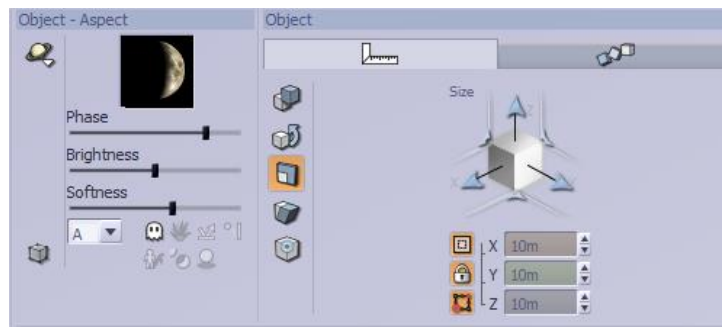 Object - Aspect
Object
Phase
Brightness
Softness
A
Size
Z
X
Y
X 10m
Y 10m
Z 10m